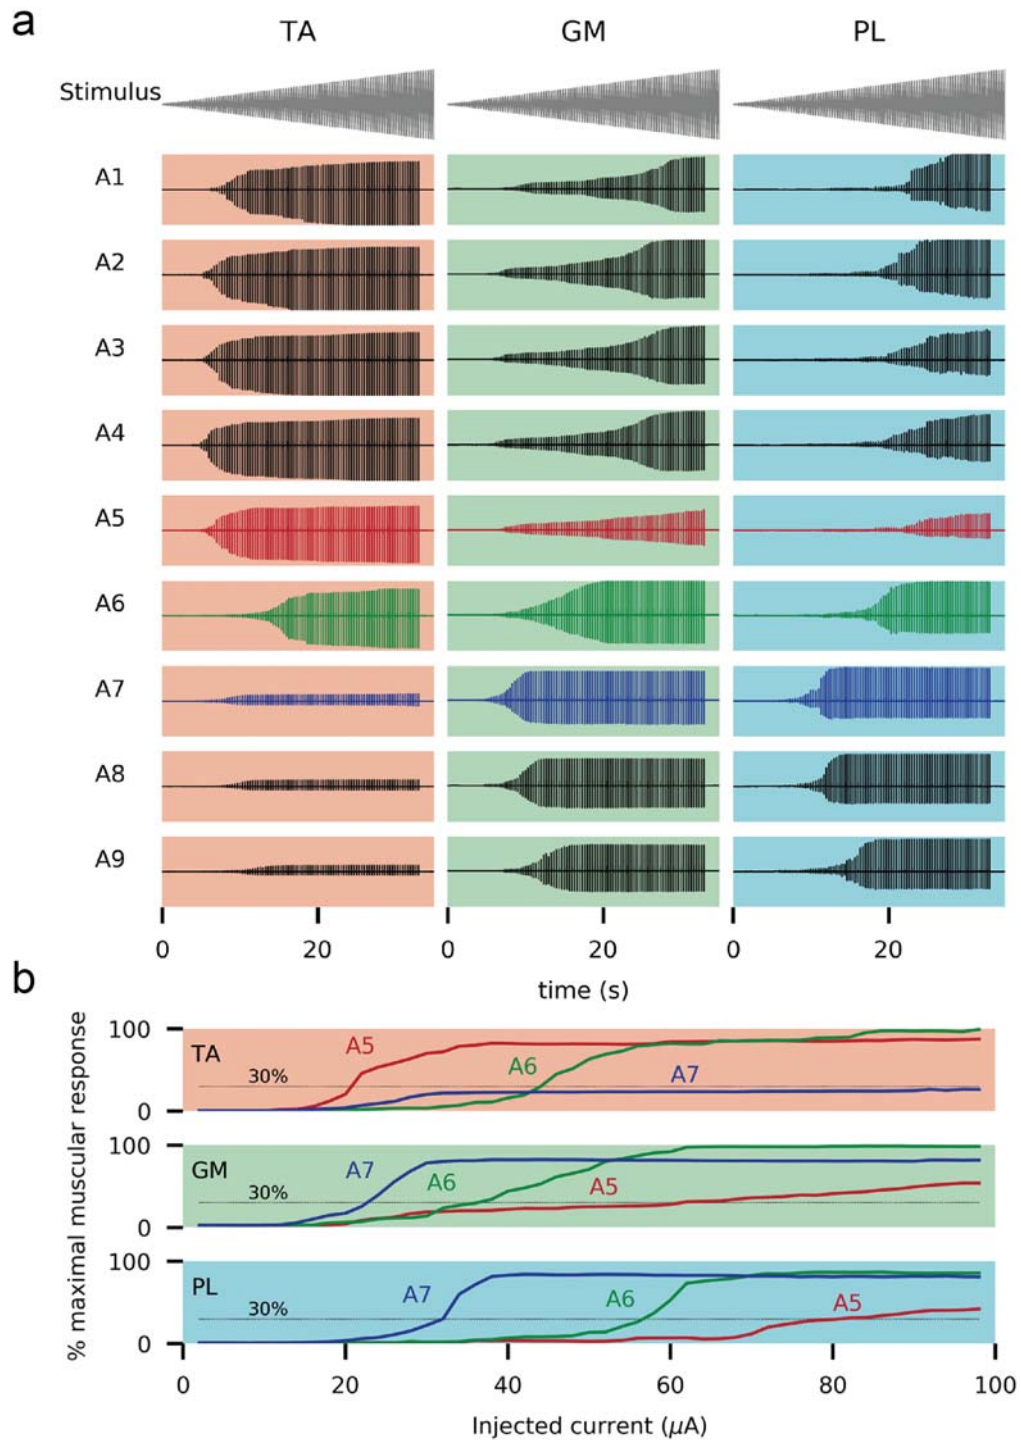 a
TA GM PL
Stimulus
A1
A2
A3
A4
A5
A6
A7
A8
A9
0 20 0 20 0 20
time (s)
b
% maximal muscular response
100
TA
A5
A6
A7
30%
0
100
GM
A7
A6
A5
30%
0
100
PL
A7
A6
A5
30%
0
0 20 40 60 80 100
Injected current (μA)